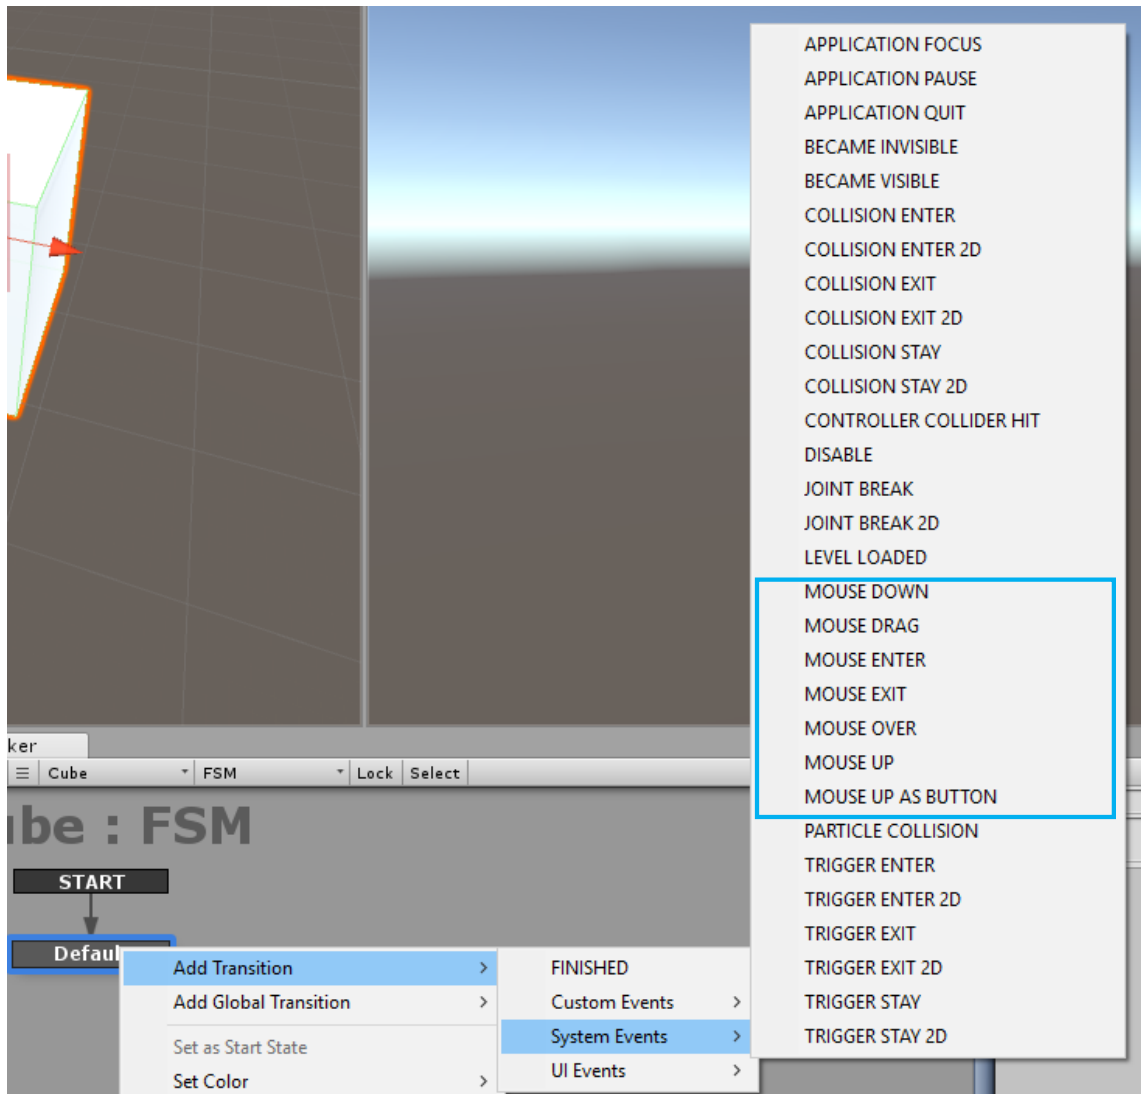 APPLICATION FOCUS
APPLICATION PAUSE
APPLICATION QUIT
BECAME INVISIBLE
BECAME VISIBLE
COLLISION ENTER
COLLISION ENTER 2D
COLLISION EXIT
COLLISION EXIT 2D
COLLISION STAY
COLLISION STAY 2D
CONTROLLER COLLIDER HIT
DISABLE
JOINT BREAK
JOINT BREAK 2D
LEVEL LOADED
MOUSE DOWN
MOUSE DRAG
MOUSE ENTER
MOUSE EXIT
MOUSE OVER
MOUSE UP
MOUSE UP AS BUTTON
PARTICLE COLLISION
TRIGGER ENTER
TRIGGER ENTER 2D
TRIGGER EXIT
TRIGGER EXIT 2D
TRIGGER STAY
TRIGGER STAY 2D
ker
Cube FSM Lock Select
ube : FSM
START
Defaul
Add Transition
Add Global Transition
Set as Start State
Set Color
FINISHED
Custom Events
System Events
UI Events